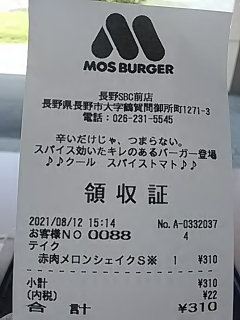 MOS BURGER
長野SBC前店
長野県長野市大字鶴賀問御所町1271-3
電話：026-231-5545
辛いだけじゃ、つまらない。
スパイス効いたキレのあるバーガー登場
♪♪クール　スパイストマト♪♪
領収証
2021/08/12 15:14　No. A-0332037
お客様NO 0088　4
テイク
赤肉メロンシェイクS※　1　¥310
小計　¥310
(内税)　¥22
合計　¥310